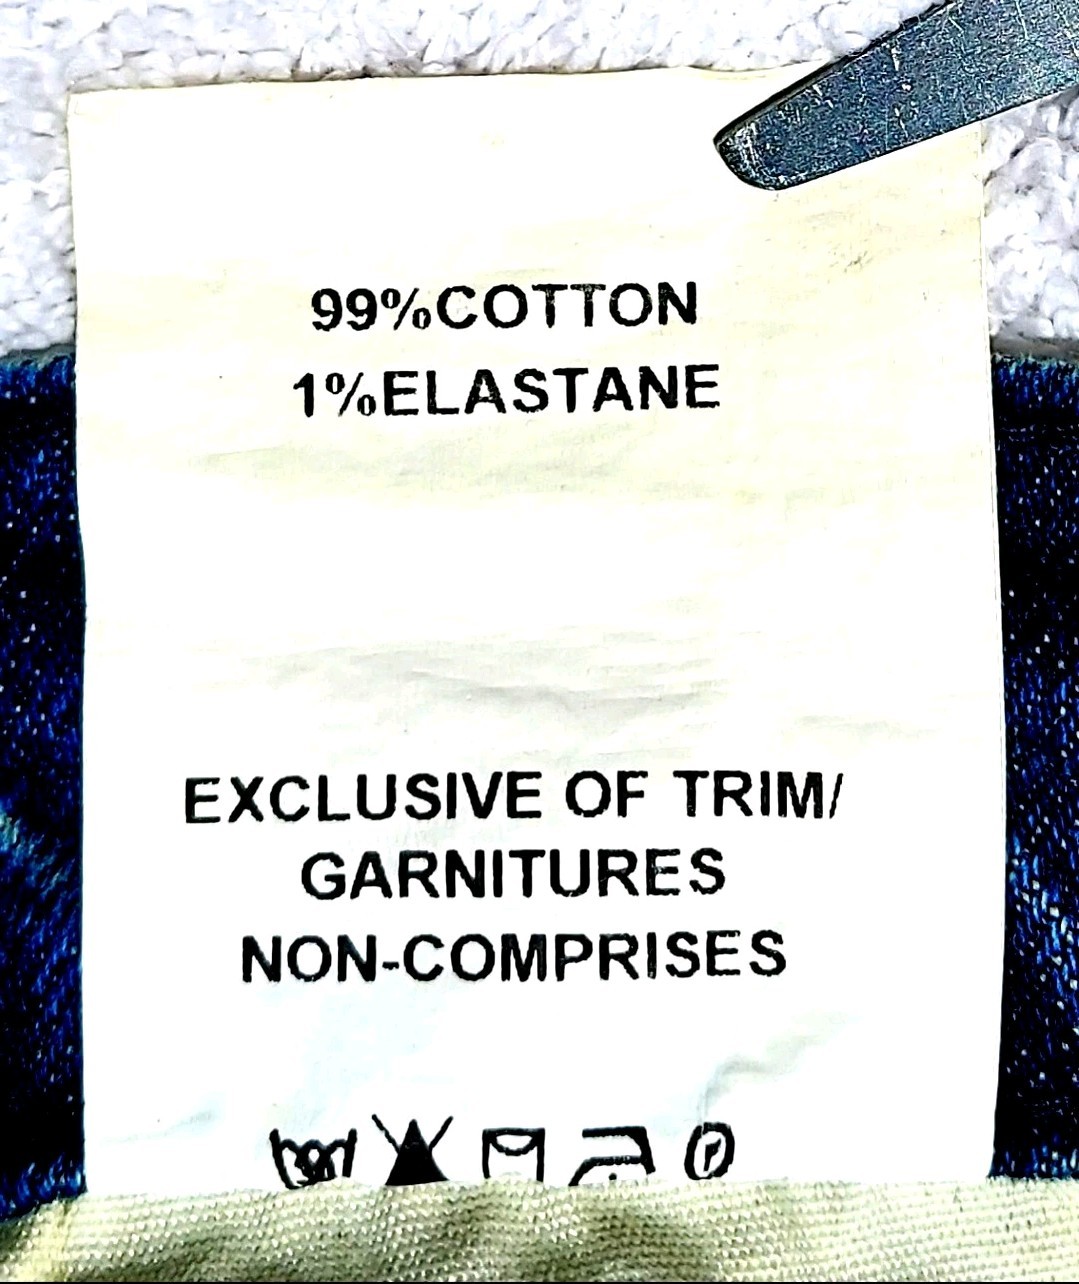 99%COTTON
1%ELASTANE
EXCLUSIVE OF TRIM/
GARNITURES
NON-COMPRISES
P